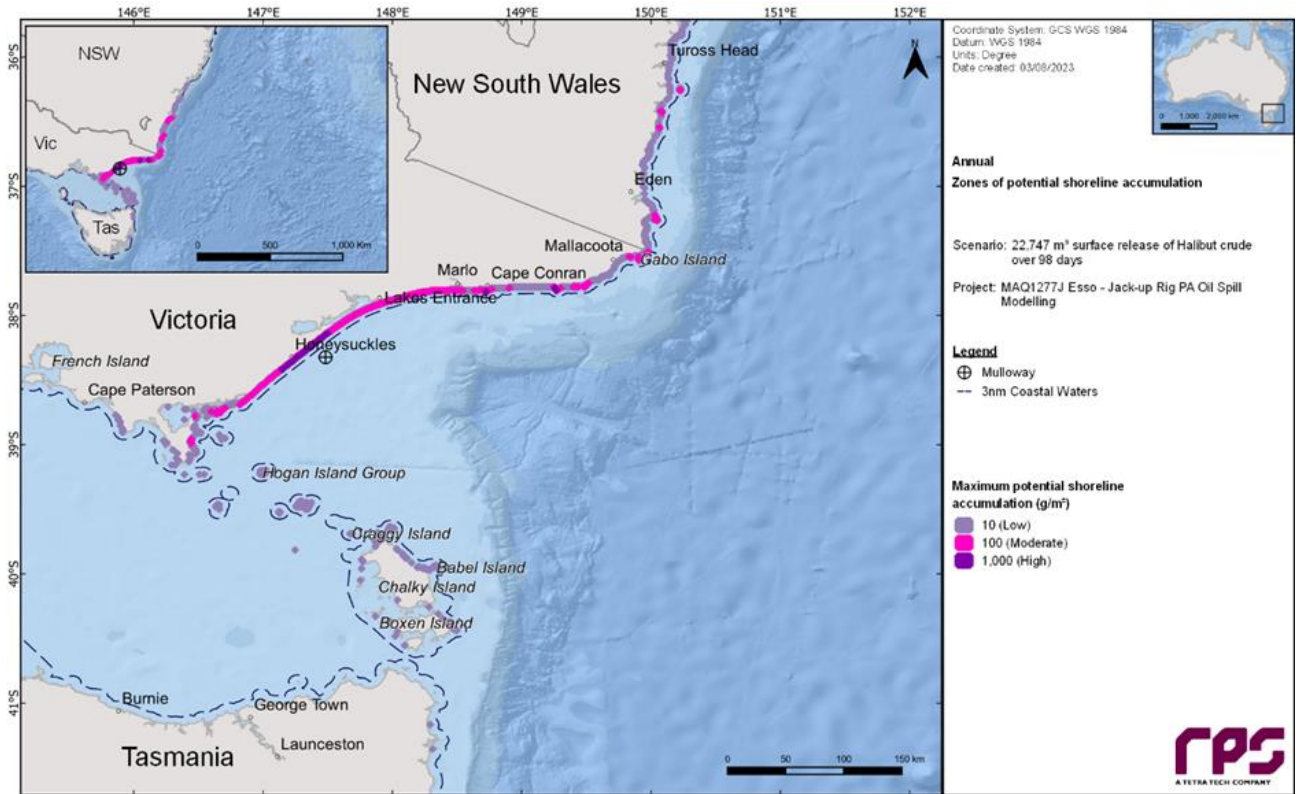 146°E 147°E 148°E 149°E 150°E 151°E 152°E
36°S
37°S
38°S
39°S
40°S
41°S
NSW
Vic
Tas
0 500 1,000 Km
New South Wales
Tuross Head
N
Eden
Mallacoota
Gabo Island
Marlo
Cape Conran
Lakes Entrance
Victoria
Honeysuckles
French Island
Cape Paterson
Hogan Island Group
Craggy Island
Babel Island
Chalky Island
Boxen Island
Burnie
George Town
Launceston
Tasmania
0 50 100 150 km
Coordinate System: GCS WGS 1984
Datum: WGS 1984
Units: Degree
Date created: 03/08/2023
0 1,000 2,000 km
Annual
Zones of potential shoreline accumulation
Scenario: 22,747 m³ surface release of Halibut crude
over 98 days
Project: MAQ1277J Esso - Jack-up Rig PA Oil Spill
Modelling
Legend
Mulloway
3nm Coastal Waters
Maximum potential shoreline
accumulation (g/m²)
10 (Low)
100 (Moderate)
1,000 (High)
rps
A TETRA TECH COMPANY